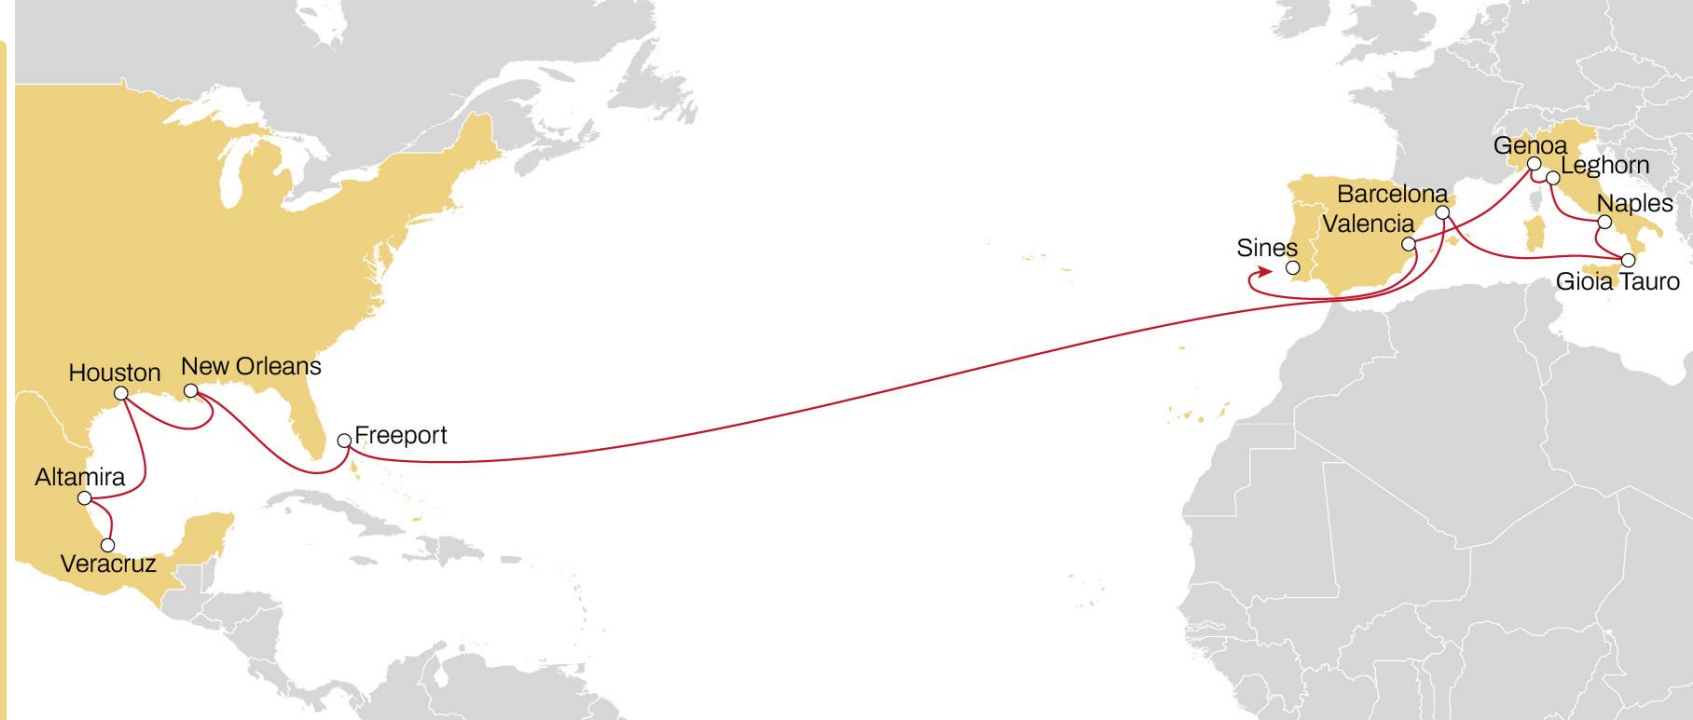 Genoa
Leghorn
Barcelona
Naples
Valencia
Sines
Gioia Tauro
New Orleans
Houston
Freeport
Altamira
Veracruz